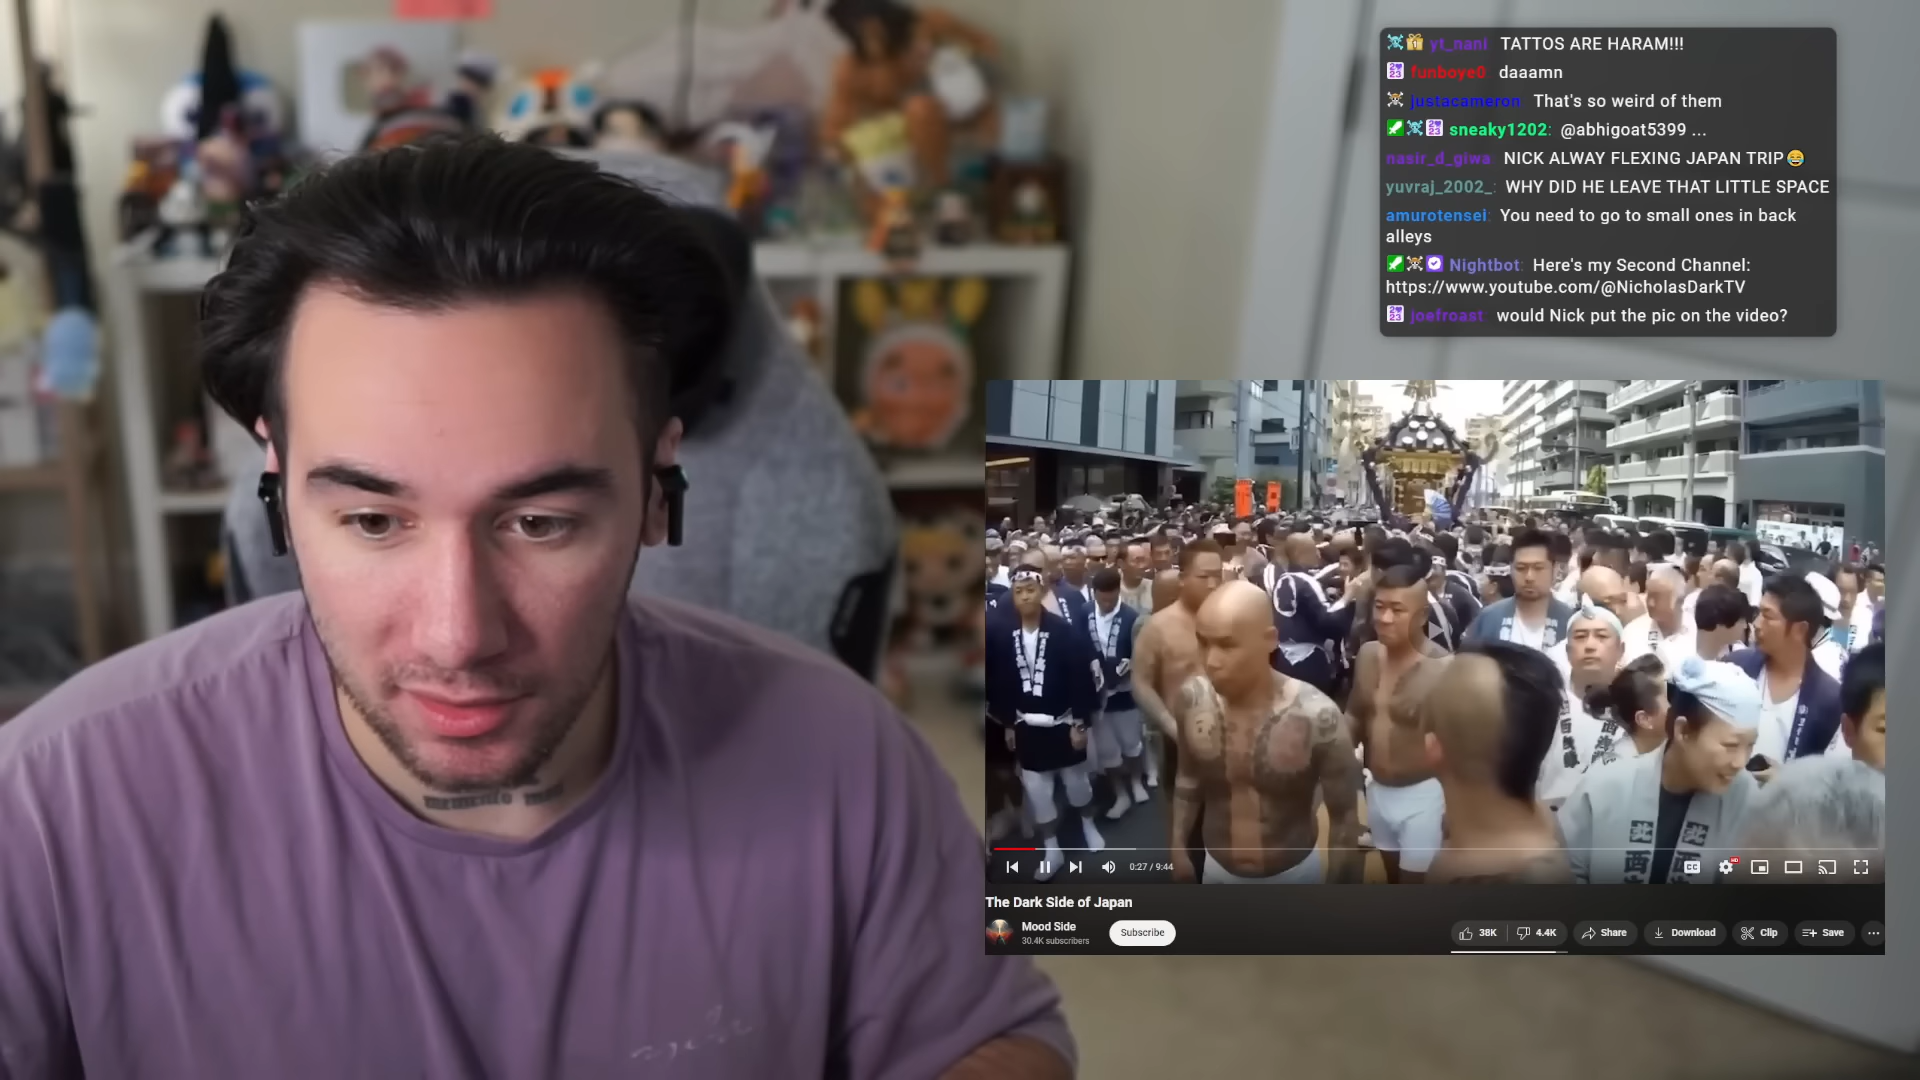 yt_nani TATTOS ARE HARAM!!!
funboye0 daaamn
justacameron That's so weird of them
sneaky1202: @abhigoat5399 ...
nasir_d_giwa NICK ALWAY FLEXING JAPAN TRIP😂
yuvraj_2002_: WHY DID HE LEAVE THAT LITTLE SPACE
amurotensei: You need to go to small ones in back
alleys
Nightbot: Here's my Second Channel:
https://www.youtube.com/@NicholasDarkTV
joefroast would Nick put the pic on the video?
0:27 / 9:44
CC
HD
The Dark Side of Japan
Mood Side
30.4K subscribers
Subscribe
38K
4.4K
Share
Download
Clip
Save